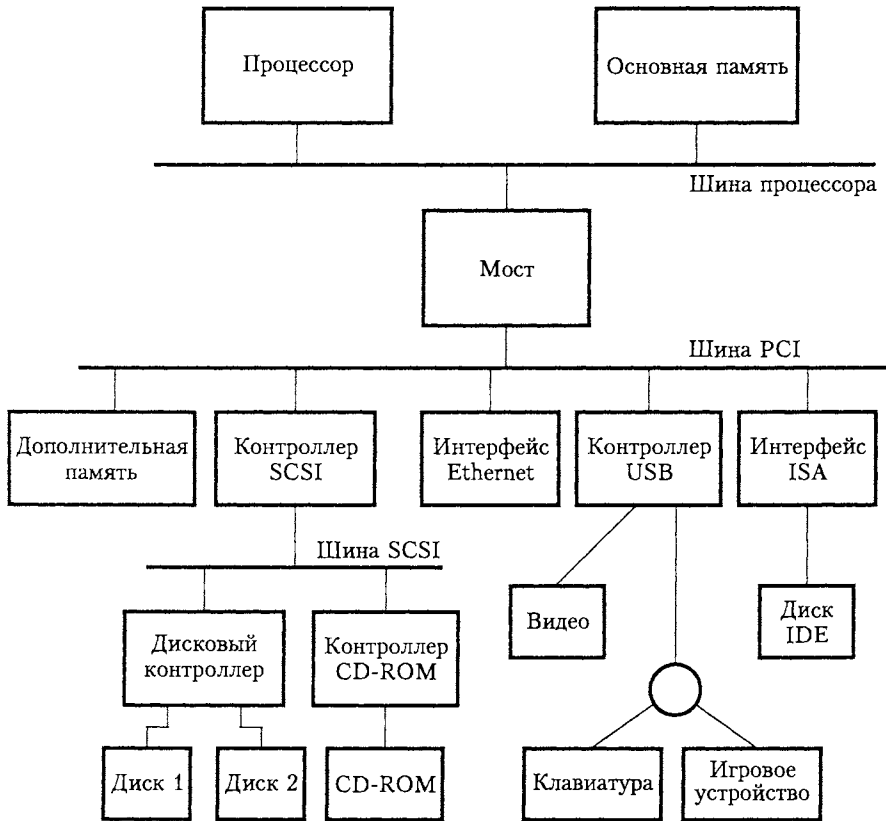 Процессор
Основная память
Шина процессора
Мост
Шина PCI
Дополнительная
память
Контроллер
SCSI
Интерфейс
Ethernet
Контроллер
USB
Интерфейс
ISA
Шина SCSI
Дисковый
контроллер
Контроллер
CD-ROM
Видео
Диск
IDE
Диск 1
Диск 2
CD-ROM
Клавиатура
Игровое
устройство